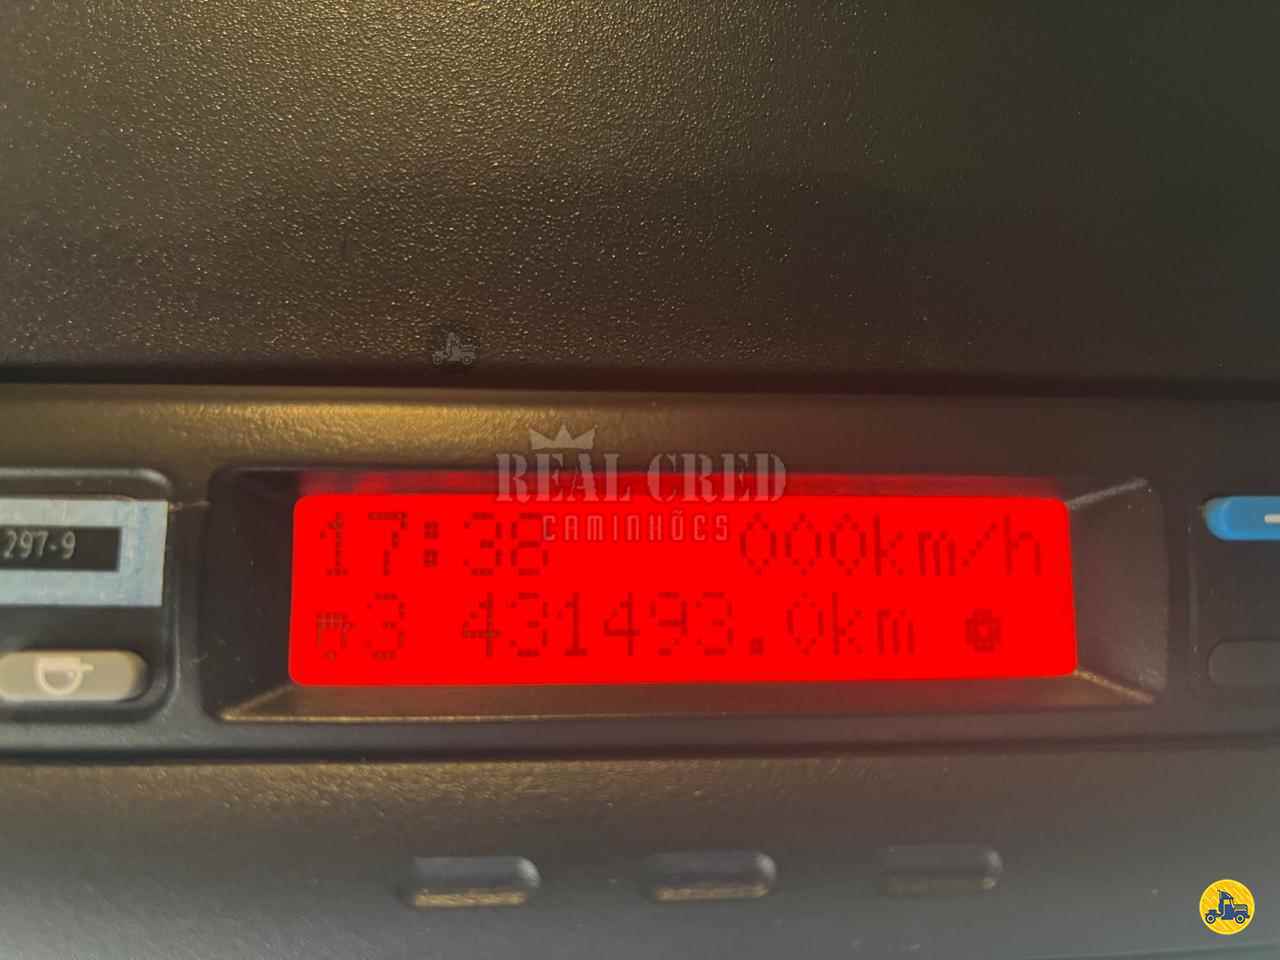 REAL CRED
CAMINHÕES
17:38 000km/h
297-9
3 431493.0km